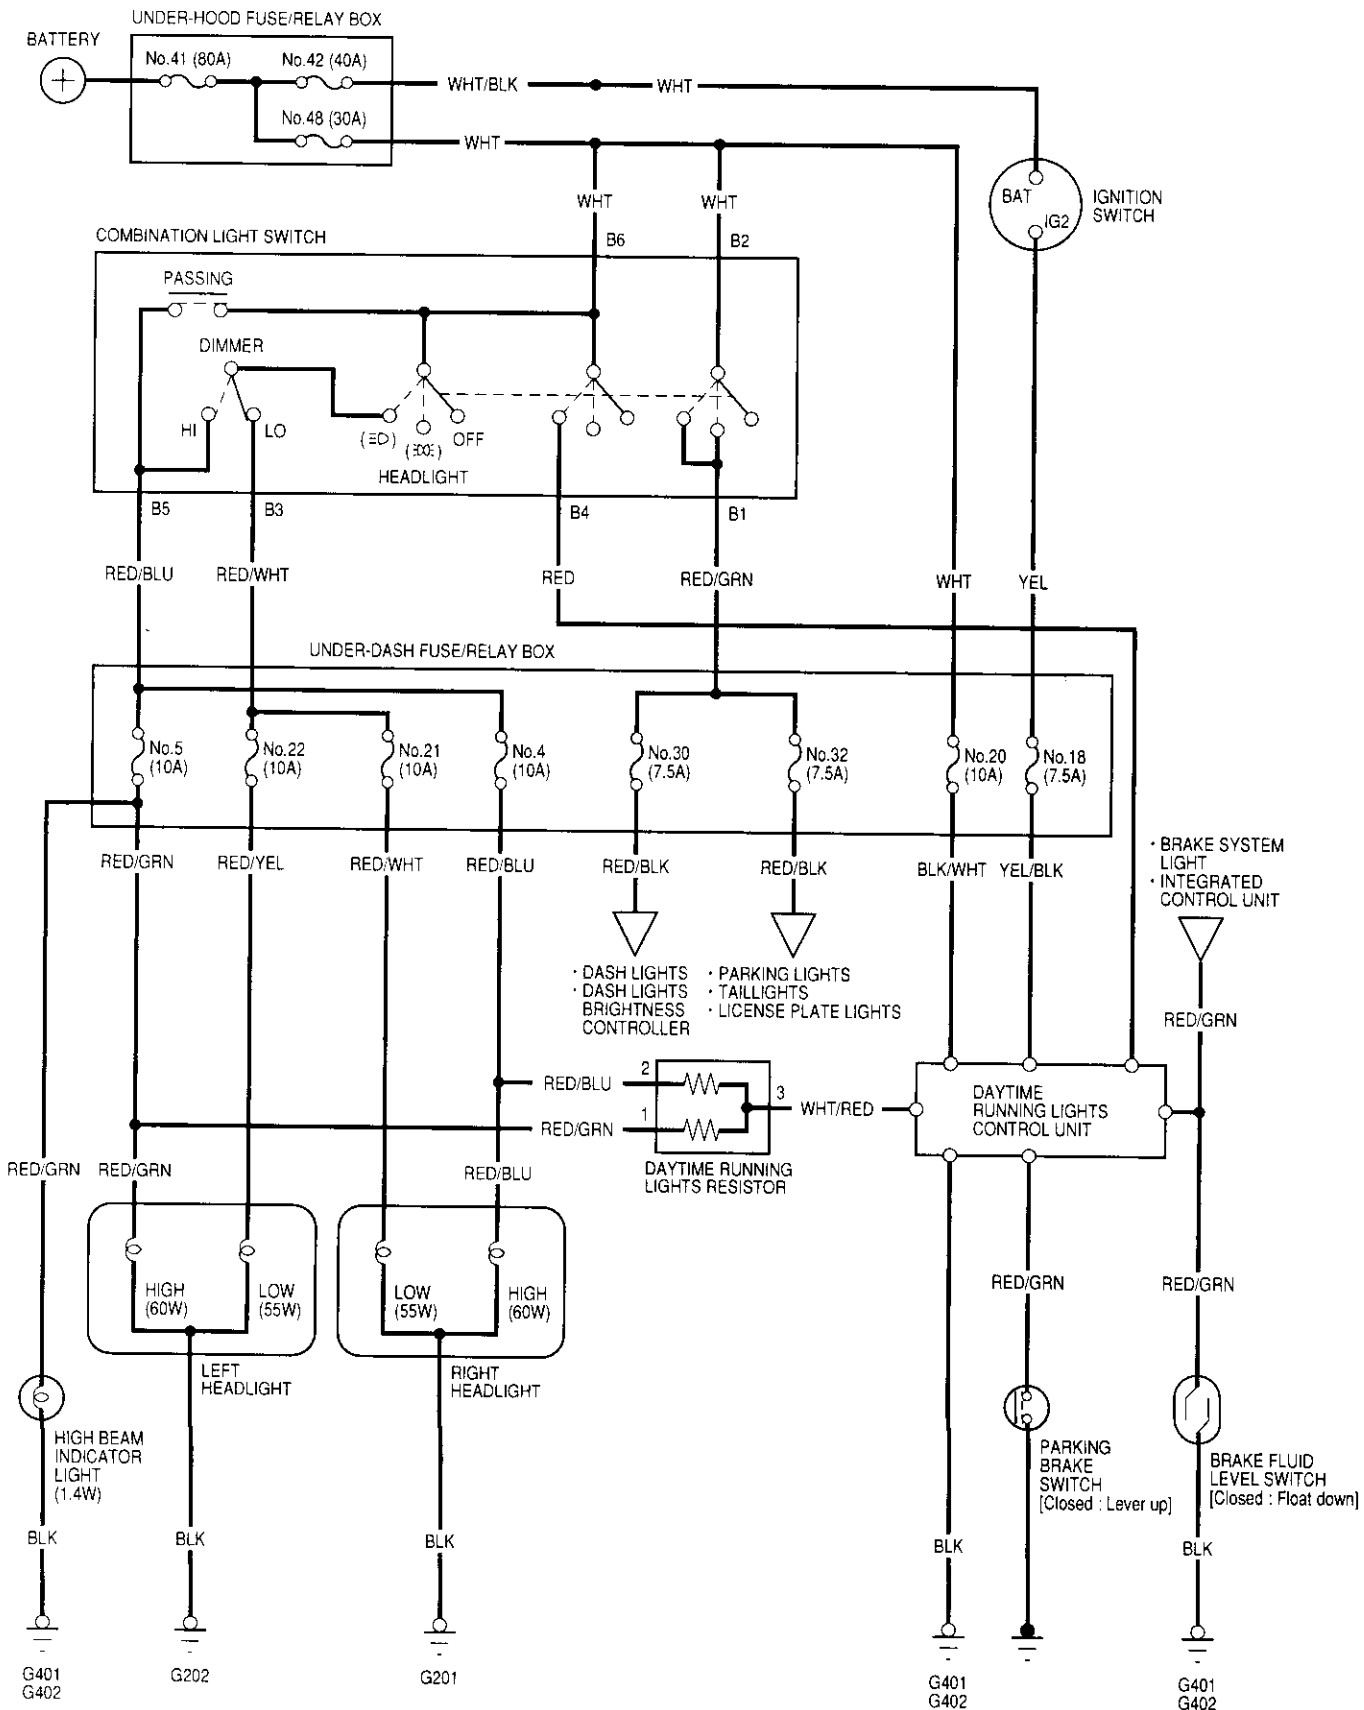 UNDER-HOOD FUSE/RELAY BOX
BATTERY
No.41 (80A)
No.42 (40A)
WHT/BLK
WHT
No.48 (30A)
WHT
BAT
IG2
IGNITION
SWITCH
WHT
WHT
COMBINATION LIGHT SWITCH
B6
B2
PASSING
DIMMER
HI
LO
OFF
HEADLIGHT
B5
B3
B4
B1
RED/BLU
RED/WHT
RED
RED/GRN
WHT
YEL
UNDER-DASH FUSE/RELAY BOX
No.5
(10A)
No.22
(10A)
No.21
(10A)
No.4
(10A)
No.30
(7.5A)
No.32
(7.5A)
No.20
(10A)
No.18
(7.5A)
RED/GRN
RED/YEL
RED/WHT
RED/BLU
RED/BLK
RED/BLK
BLK/WHT
YEL/BLK
· BRAKE SYSTEM
LIGHT
· INTEGRATED
CONTROL UNIT
· DASH LIGHTS
· DASH LIGHTS
BRIGHTNESS
CONTROLLER
· PARKING LIGHTS
· TAILLIGHTS
· LICENSE PLATE LIGHTS
RED/GRN
RED/BLU
2
3
WHT/RED
DAYTIME
RUNNING LIGHTS
CONTROL UNIT
RED/GRN
1
RED/GRN
RED/GRN
RED/BLU
DAYTIME RUNNING
LIGHTS RESISTOR
HIGH
(60W)
LOW
(55W)
LOW
(55W)
HIGH
(60W)
RED/GRN
RED/GRN
LEFT
HEADLIGHT
RIGHT
HEADLIGHT
HIGH BEAM
INDICATOR
LIGHT
(1.4W)
PARKING
BRAKE
SWITCH
[Closed : Lever up]
BRAKE FLUID
LEVEL SWITCH
[Closed : Float down]
BLK
BLK
BLK
BLK
BLK
G401
G402
G202
G201
G401
G402
G401
G402